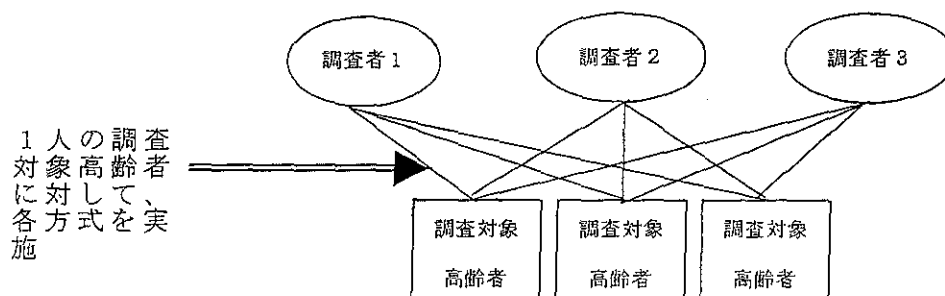 調査者1
調査者2
調査者3
1人の調査
対象高齢者
に対して、
各方式を実
施
調査対象
高齢者
調査対象
高齢者
調査対象
高齢者